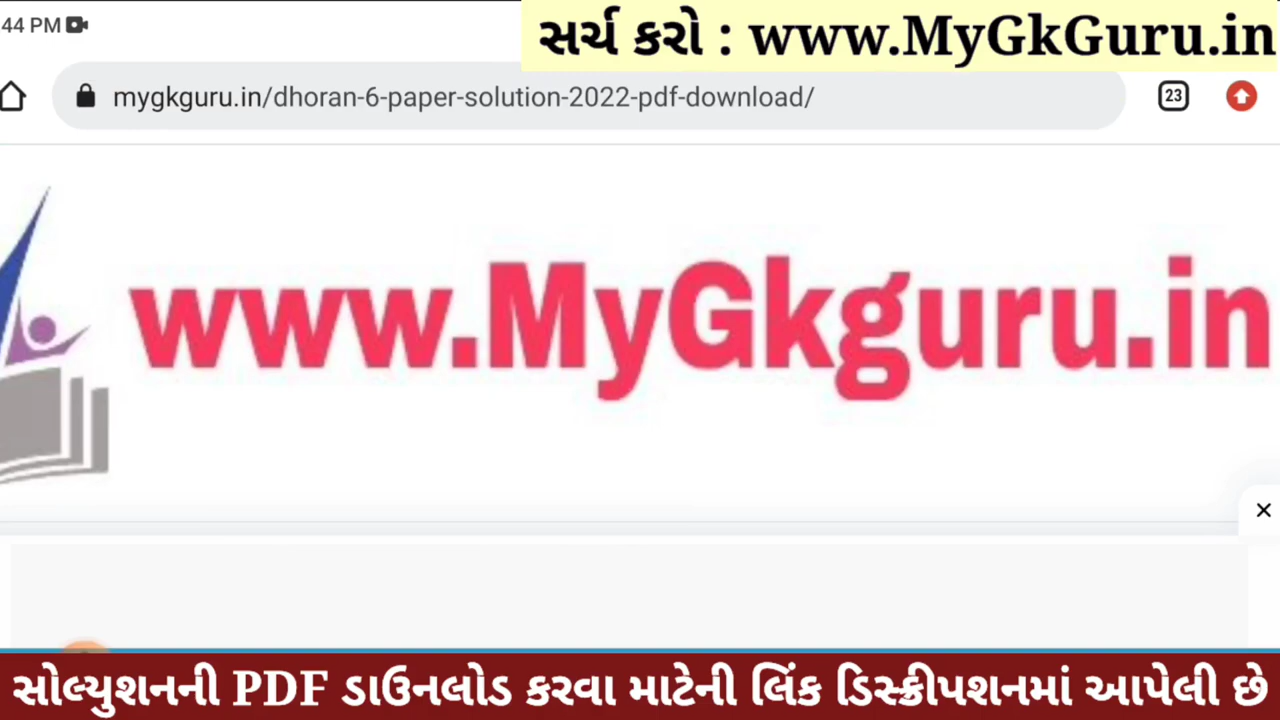 44 PM
સર્ચ કરો : www.MyGkGuru.in
mygkguru.in/dhoran-6-paper-solution-2022-pdf-download/
23
www.MyGkguru.in
સોલ્યુશનની PDF ડાઉનલોડ કરવા માટેની લિંક ડિસ્ક્રીપશનમાં આપેલી છે